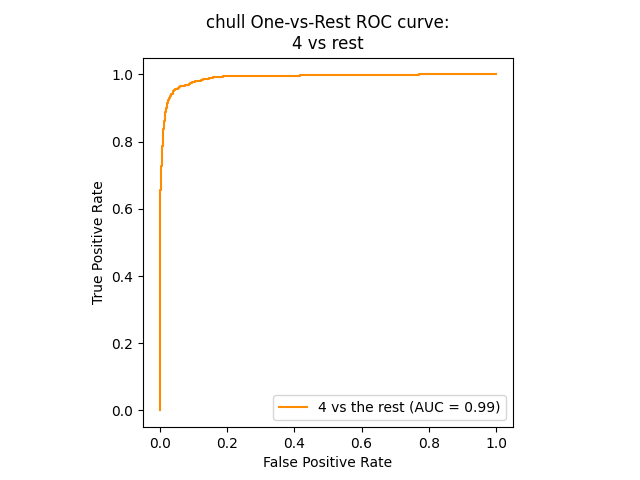 chull One-vs-Rest ROC curve:
4 vs rest
True Positive Rate
1.0
0.8
0.6
0.4
0.2
0.0
4 vs the rest (AUC = 0.99)
0.0 0.2 0.4 0.6 0.8 1.0
False Positive Rate